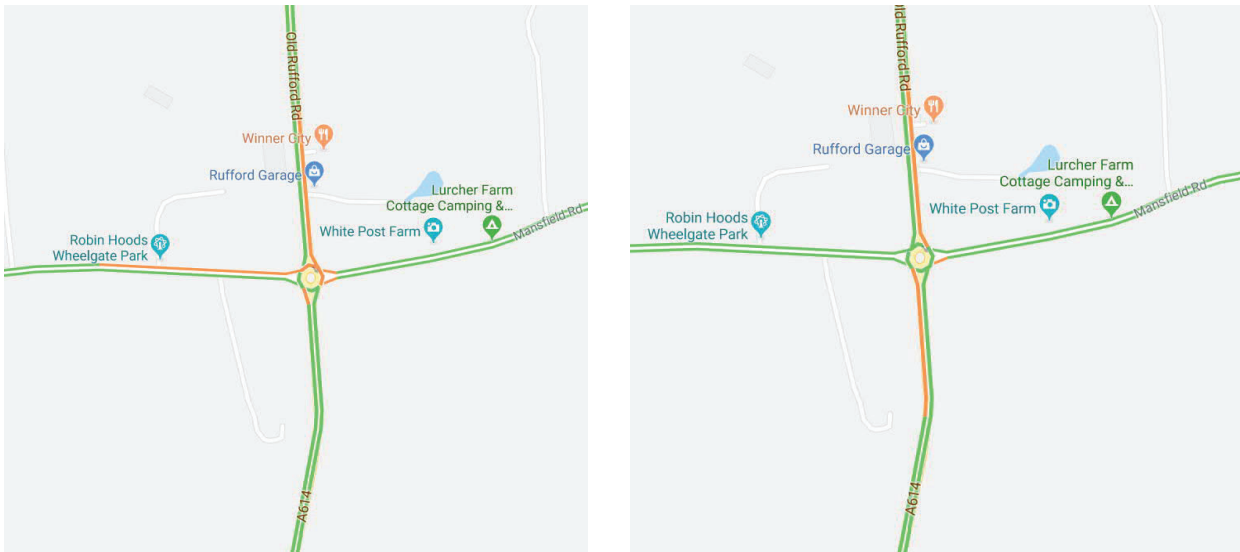 Old Rufford Rd
Winner City
Rufford Garage
Lurcher Farm
Cottage Camping &...
White Post Farm
Mansfield Rd
Robin Hoods
Wheelgate Park
A614
Old Rufford Rd
Winner City
Rufford Garage
Lurcher Farm
Cottage Camping &...
White Post Farm
Mansfield Rd
Robin Hoods
Wheelgate Park
A614